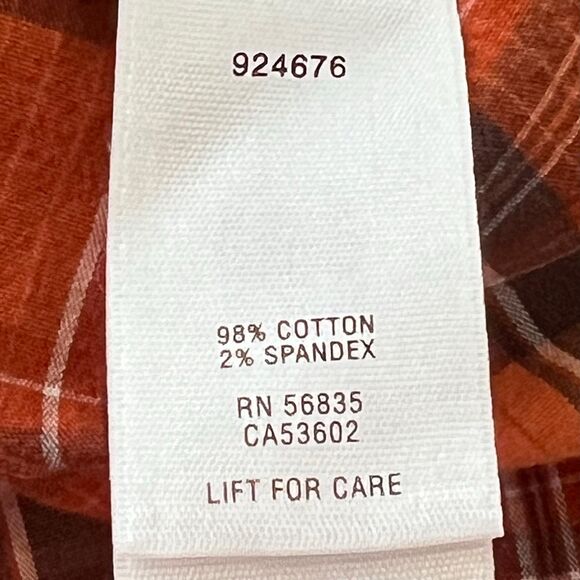 924676
98% COTTON
2% SPANDEX
RN 56835
CA53602
LIFT FOR CARE